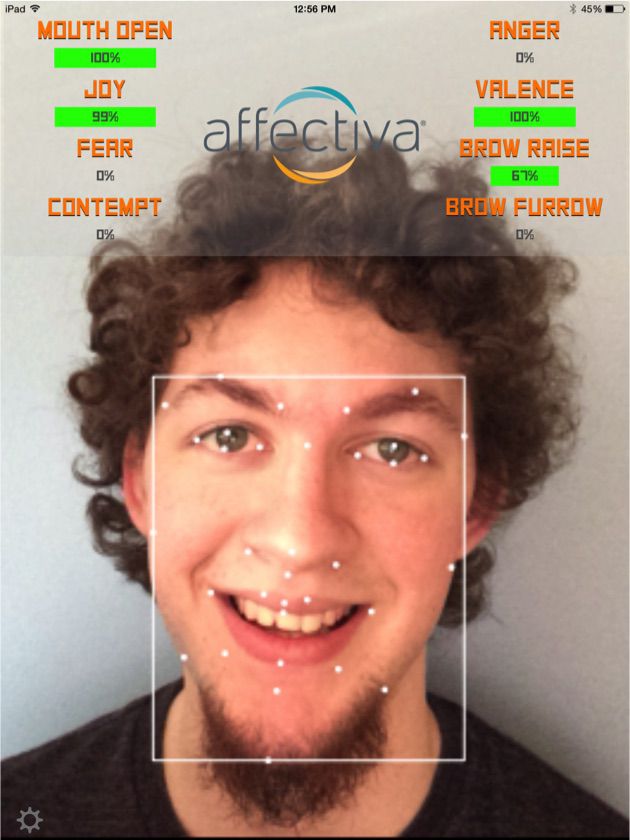 iPad 12:56 PM 45%
MOUTH OPEN
100%
JOY
99%
FEAR
0%
CONTEMPT
0%
affectiva®
ANGER
0%
VALENCE
100%
BROW RAISE
67%
BROW FURROW
0%